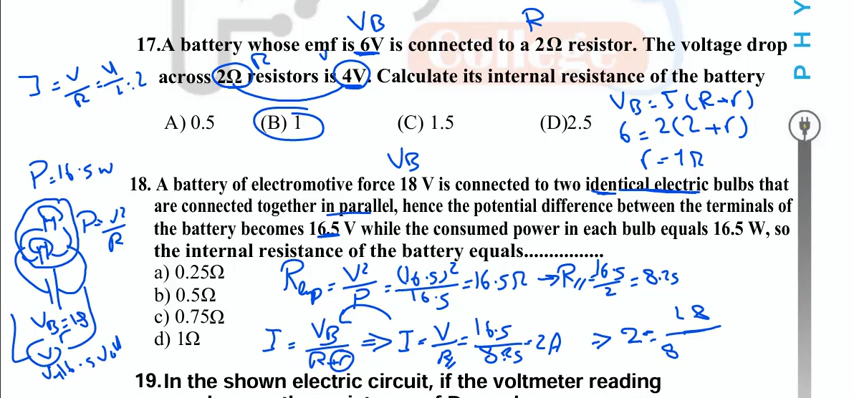 VB
R
17.A battery whose emf is 6V is connected to a 2Ω resistor. The voltage drop
across 2Ω resistors is 4V. Calculate its internal resistance of the battery
A) 0.5 (B) 1 (C) 1.5 (D)2.5
R V
I = V/R = 4/2 = 2
VB = I (R+r)
6 = 2(2+r)
r = 1Ω
PHY
VB
18. A battery of electromotive force 18 V is connected to two identical electric bulbs that
are connected together in parallel, hence the potential difference between the terminals of
the battery becomes 16.5 V while the consumed power in each bulb equals 16.5 W, so
the internal resistance of the battery equals................
a) 0.25Ω
b) 0.5Ω
c) 0.75Ω
d) 1Ω
P=16.5w
P= V²/R
VB=18
r
V
= V²/P = (16.5)²/16.5 =16.5Ω → R// = 16.5/2 = 8.25
I = VB/R+r ⇒ I = V/R = 16.5/8.25 = 2A ⇒ 2 = 18/8
19.In the shown electric circuit, if the voltmeter reading